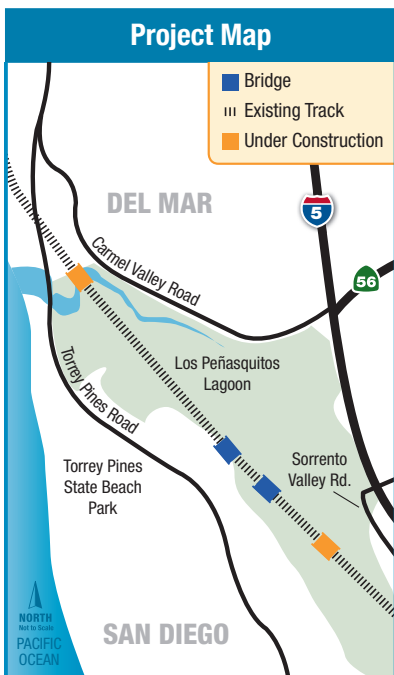 Project Map
Bridge
Existing Track
Under Construction
DEL MAR
5
Carmel Valley Road
56
Los Peñasquitos
Lagoon
Torrey Pines Road
Torrey Pines
State Beach
Park
Sorrento
Valley Rd.
NORTH
Not to Scale
PACIFIC
OCEAN
SAN DIEGO